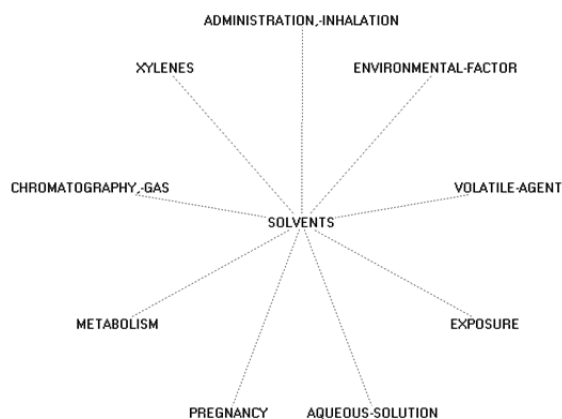 ADMINISTRATION,-INHALATION
XYLENES
ENVIRONMENTAL-FACTOR
CHROMATOGRAPHY,-GAS
VOLATILE-AGENT
SOLVENTS
METABOLISM
EXPOSURE
PREGNANCY
AQUEOUS-SOLUTION